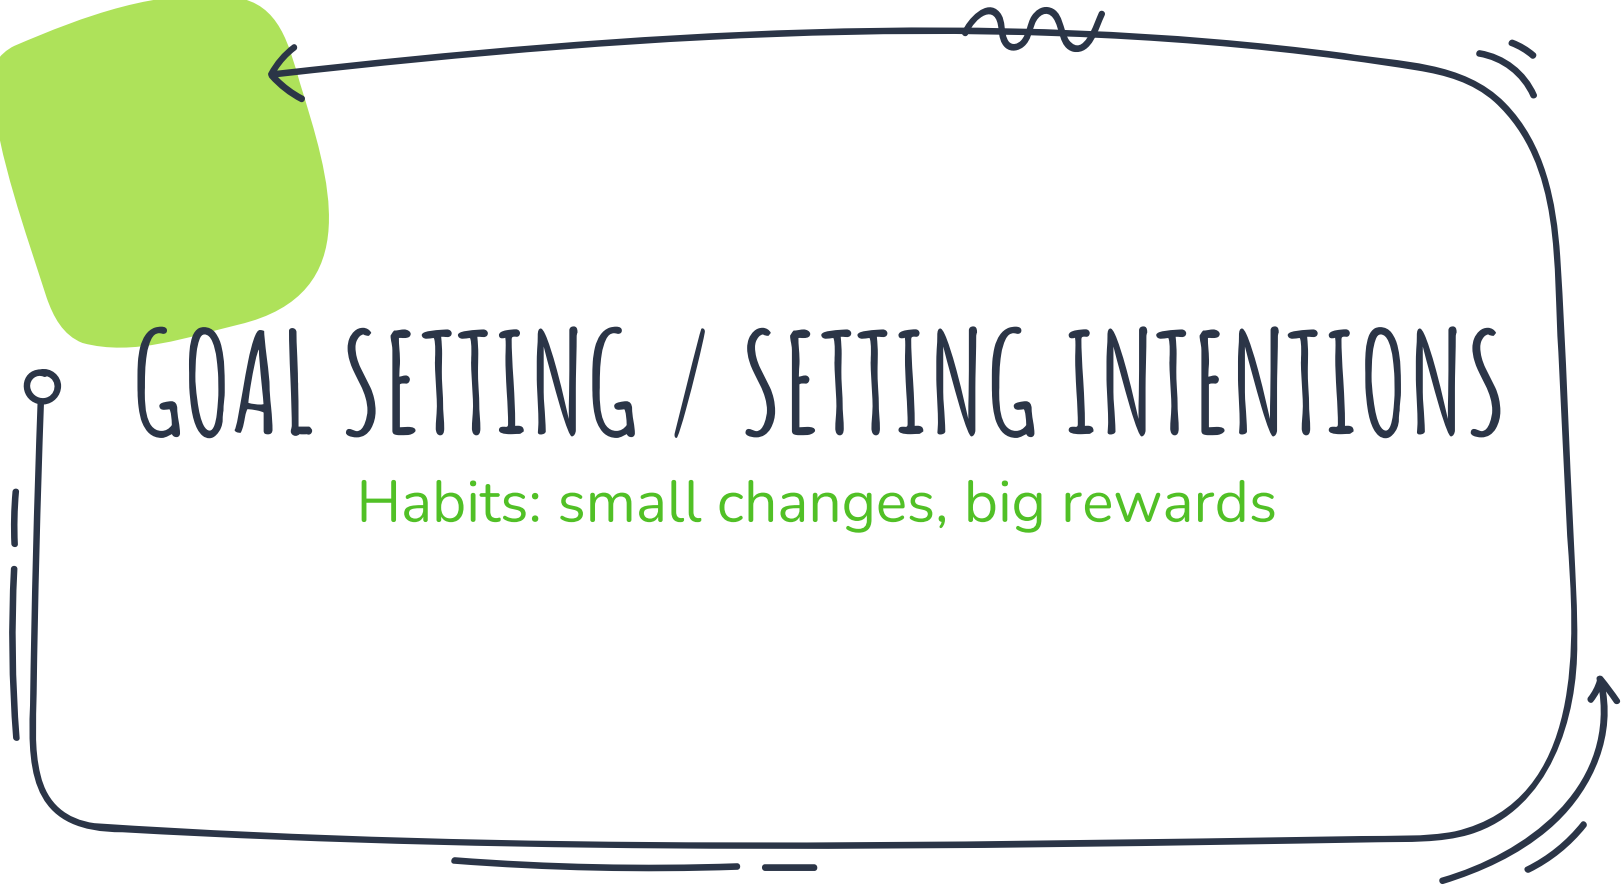 GOAL SETTING / SETTING INTENTIONS
Habits: small changes, big rewards